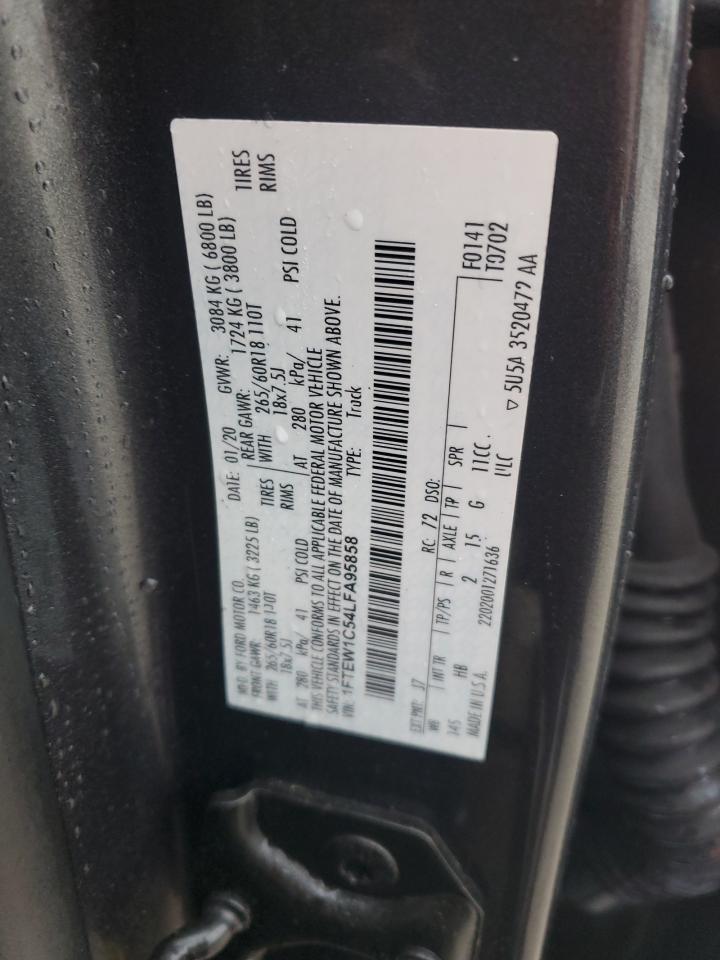 MFD. BY FORD MOTOR CO.
DATE: 01/20 GVWR: 3084 KG ( 6800 LB)
FRONT GAWR: 1463 KG ( 3225 LB) REAR GAWR: 1724 KG ( 3800 LB)
WITH 265/60R18 110T TIRES WITH 265/60R18 110T TIRES
18x7.5J RIMS 18x7.5J RIMS
AT 280 kPa/ 41 PSI COLD AT 280 kPa/ 41 PSI COLD
THIS VEHICLE CONFORMS TO ALL APPLICABLE FEDERAL MOTOR VEHICLE
SAFETY STANDARDS IN EFFECT ON THE DATE OF MANUFACTURE SHOWN ABOVE.
VIN: 1FTEW1C54LFA95858 TYPE: Truck
EXT PNT: J7 RC: 72 DSO:
WB INT TR TP/PS R AXLE TP SPR F0141
145 HB 2 15 G 11CC T0702
MADE IN U.S.A. 2202001271636 ULC
5U5A 3520472 AA